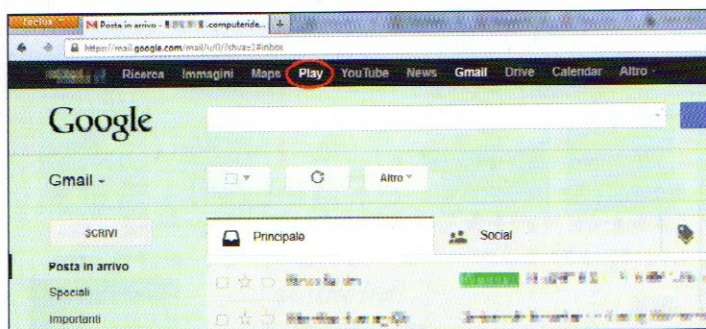 Firefox
Posta in arrivo - .computeride...
https://mail.google.com/mail/u/0/?shva=1#inbox
Ricerca Immagini Maps Play YouTube News Gmail Drive Calendar Altro
Google
Gmail
Altro
SCRIVI
Principale
Social
Posta in arrivo
Speciali
Importanti